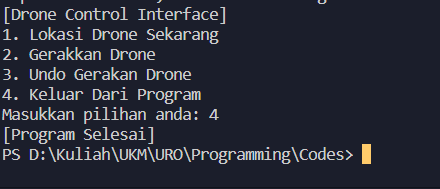 [Drone Control Interface]
1. Lokasi Drone Sekarang
2. Gerakkan Drone
3. Undo Gerakan Drone
4. Keluar Dari Program
Masukkan pilihan anda: 4
[Program Selesai]
PS D:\Kuliah\UKM\URO\Programming\Codes>